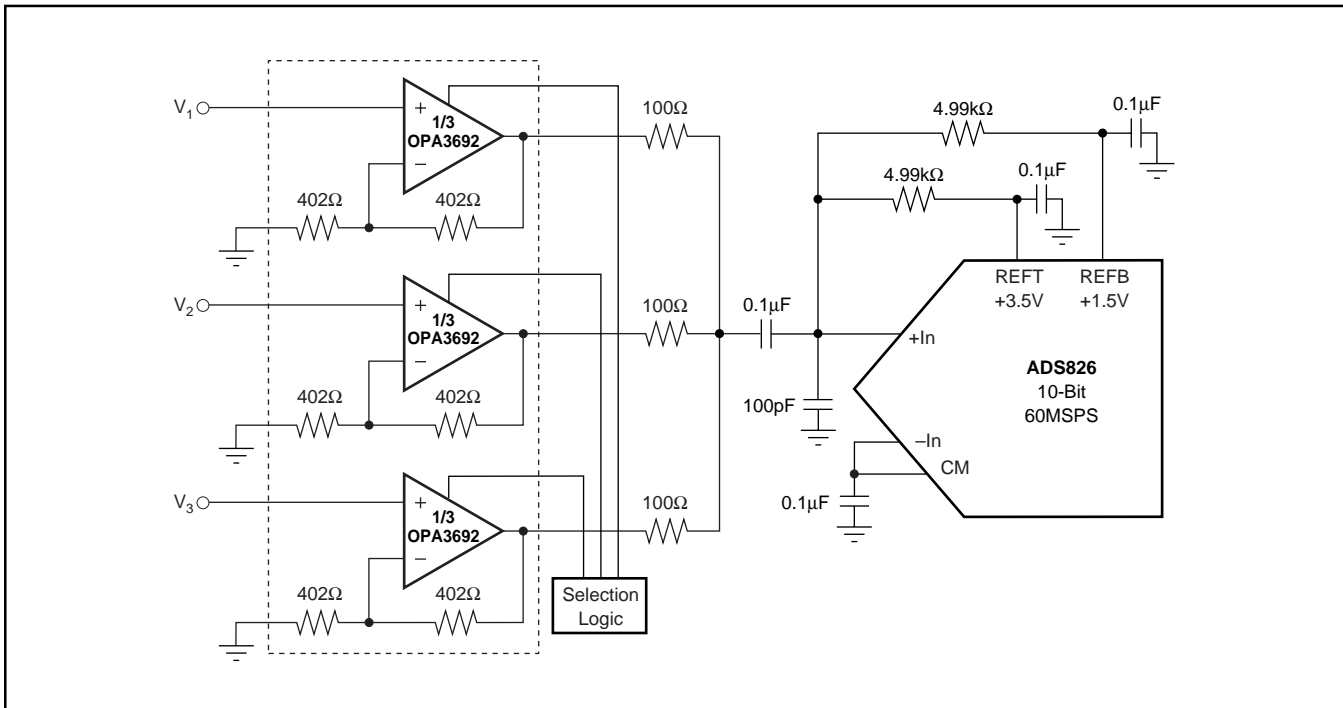 V1
+
1/3
OPA3692
–
402Ω
402Ω
100Ω
V2
+
1/3
OPA3692
–
402Ω
402Ω
100Ω
V3
+
1/3
OPA3692
–
402Ω
402Ω
100Ω
Selection
Logic
0.1µF
100pF
4.99kΩ
0.1µF
4.99kΩ
0.1µF
REFT
+3.5V
REFB
+1.5V
+In
ADS826
10-Bit
60MSPS
–In
CM
0.1µF